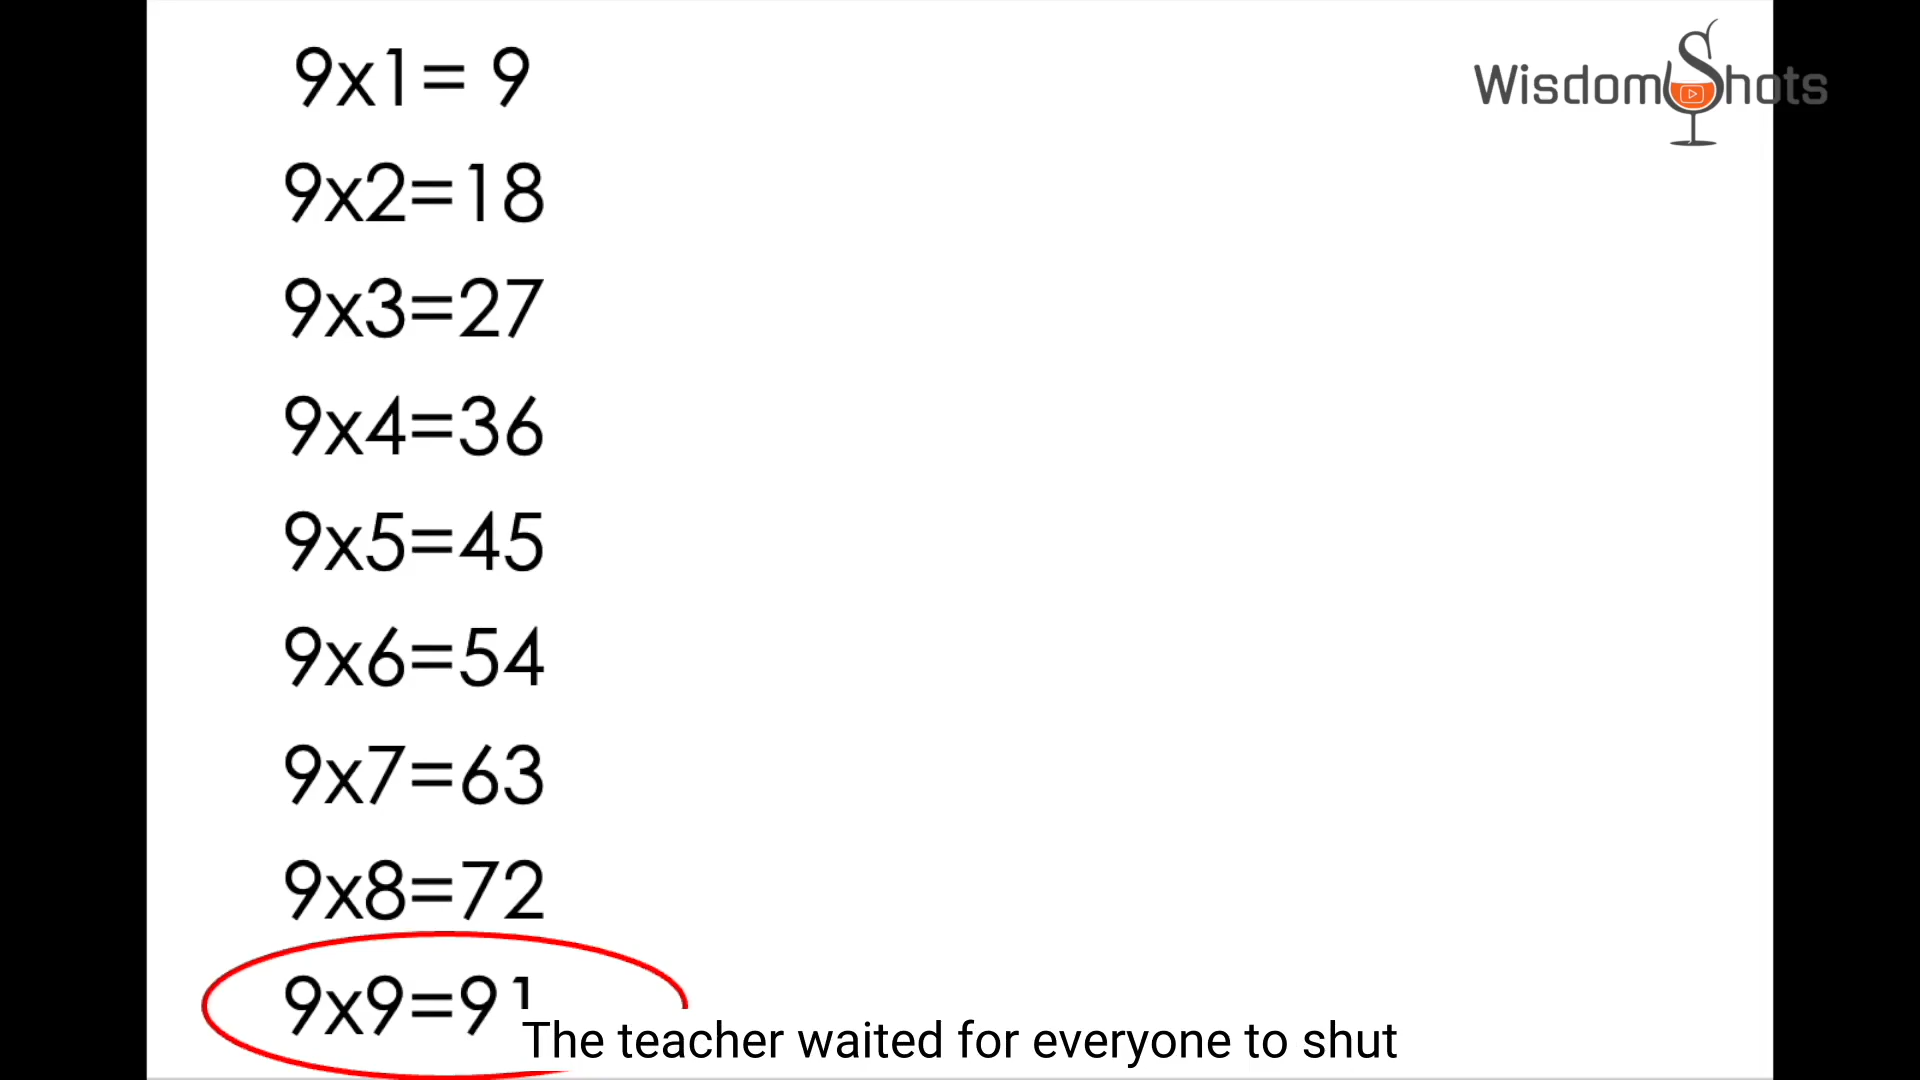 9x1= 9
WisdomShots
9x2=18
9x3=27
9x4=36
9x5=45
9x6=54
9x7=63
9x8=72
9x9=91
The teacher waited for everyone to shut